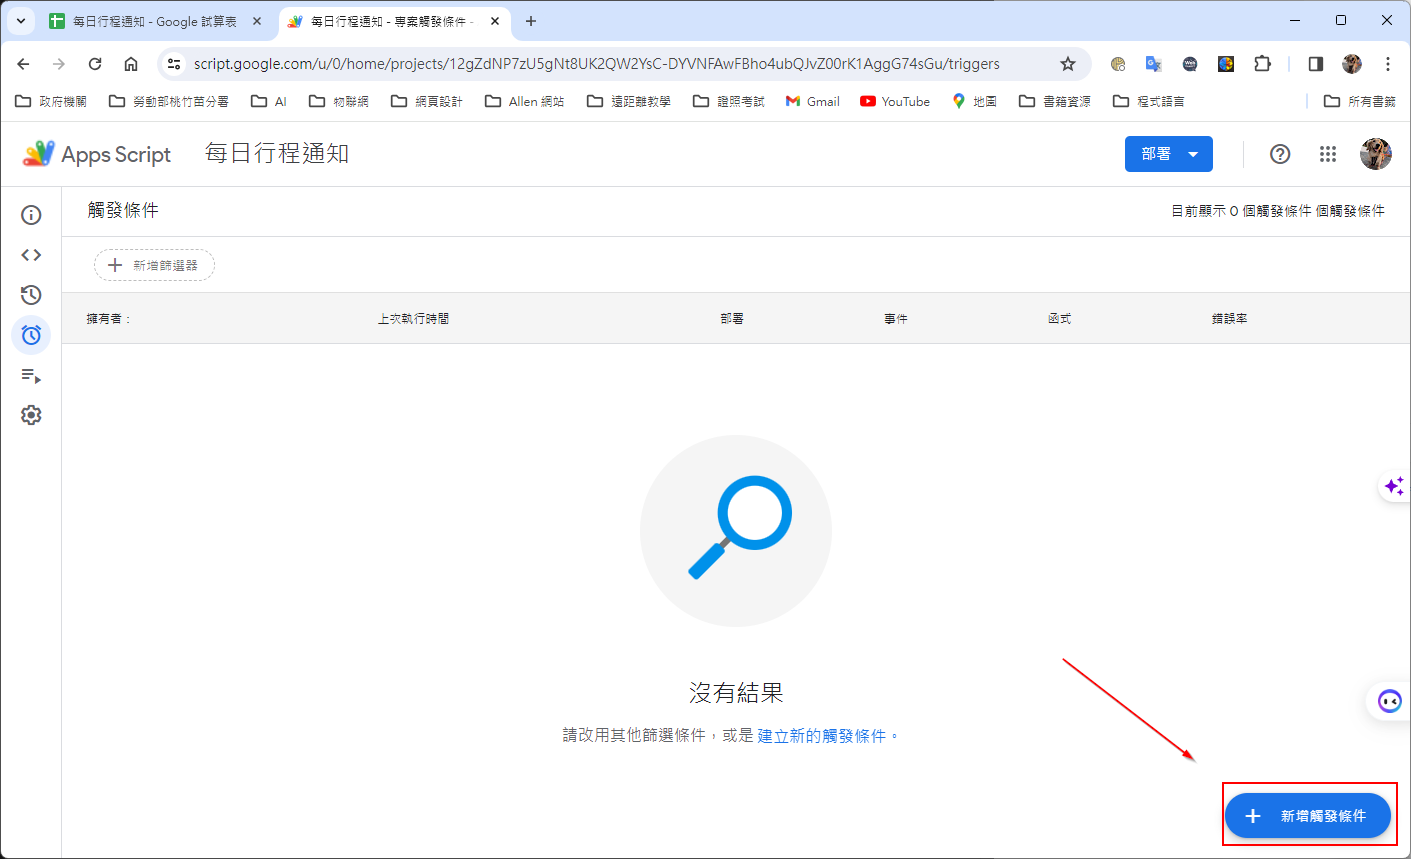 每日行程通知 - Google 試算表
每日行程通知 - 專案觸發條件 -
script.google.com/u/0/home/projects/12gZdNP7zU5gNt8UK2QW2YsC-DYVNFAwFBho4ubQJvZ00rK1AggG74sGu/triggers
政府機關 勞動部桃竹苗分署 AI 物聯網 網頁設計 Allen 網站 遠距離教學 證照考試 Gmail YouTube 地圖 書籍資源 程式語言 所有書籤
Apps Script 每日行程通知 部署
觸發條件 目前顯示 0 個觸發條件 個觸發條件
新增篩選器
擁有者： 上次執行時間 部署 事件 函式 錯誤率
沒有結果
請改用其他篩選條件，或是 建立新的觸發條件。
新增觸發條件